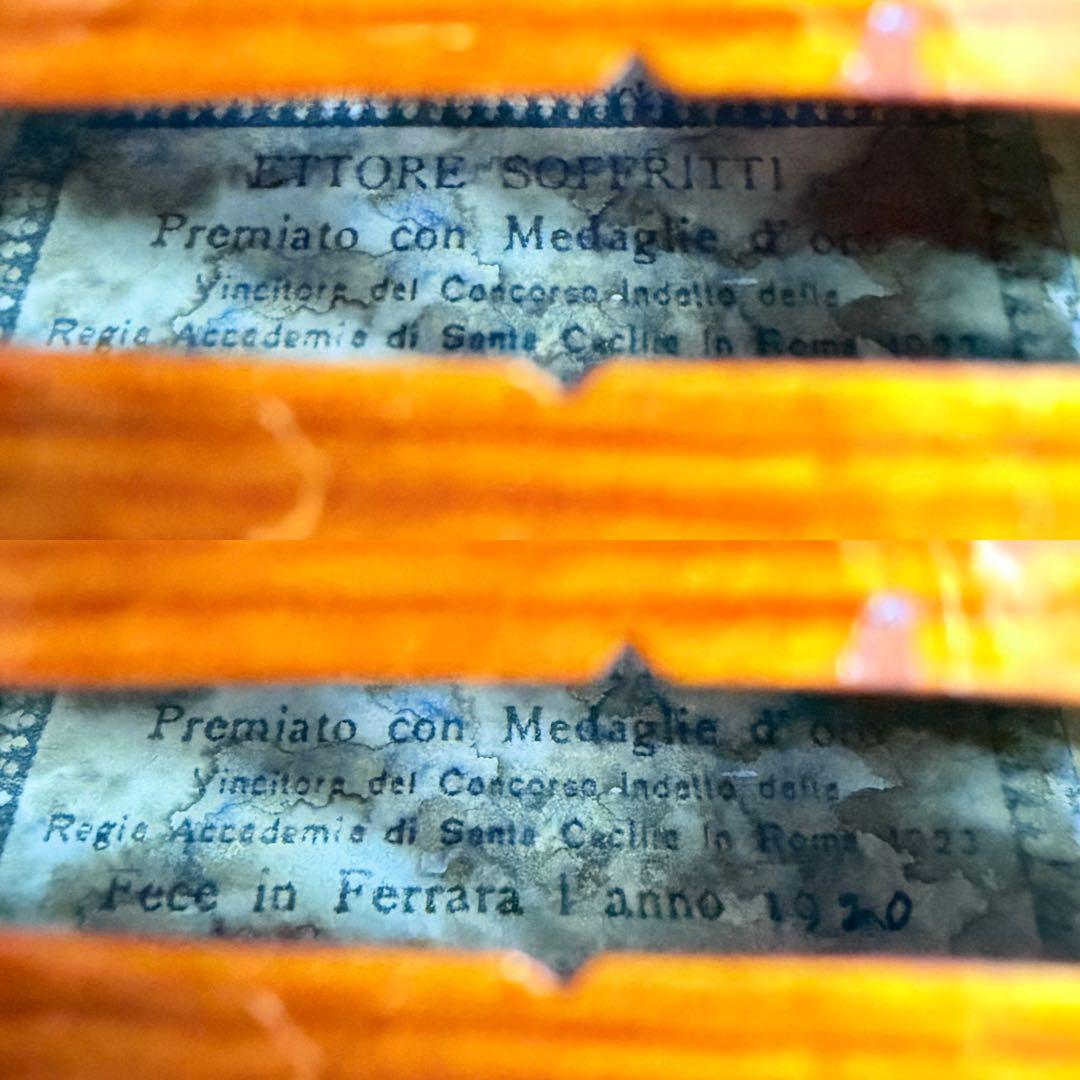 ETTORE SOFFRITTI
Premiato con Medaglie d' oro
Vincitore del Concorso Indetto della
Regia Accademia di Santa Cecilia in Roma
Premiato con Medaglie d' oro
Vincitore del Concorso Indetto della
Regia Accademia di Santa Cecilia in Roma 1923
Fece in Ferrara l' anno 1920